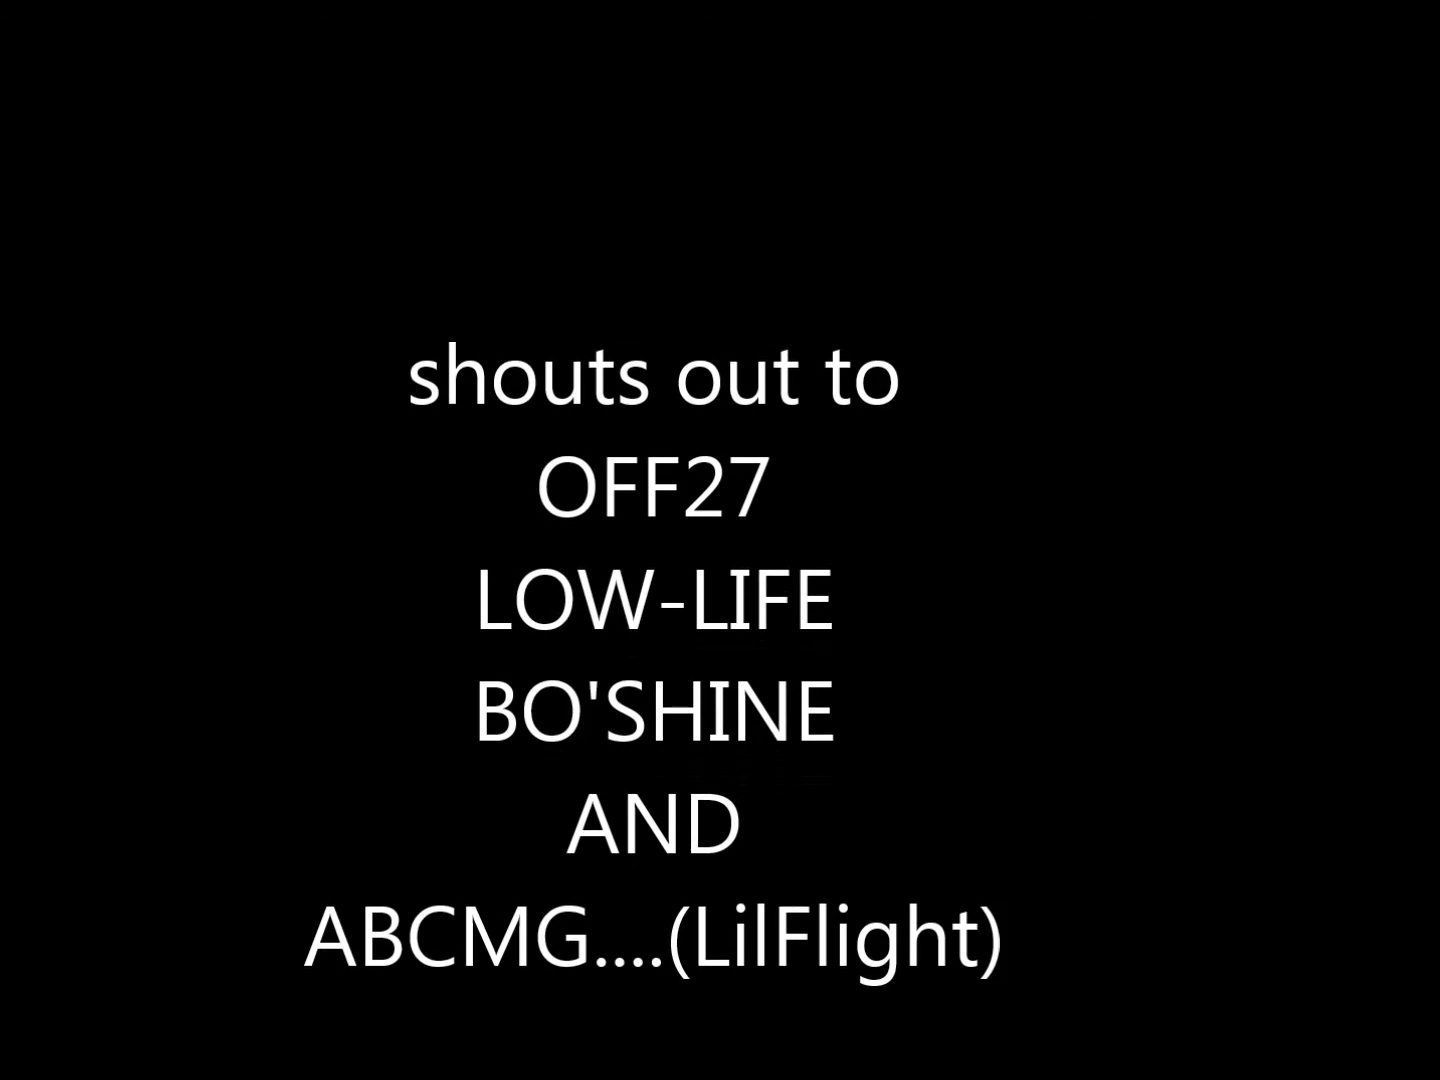 shouts out to
OFF27
LOW-LIFE
BO'SHINE
AND
ABCMG....(LilFlight)